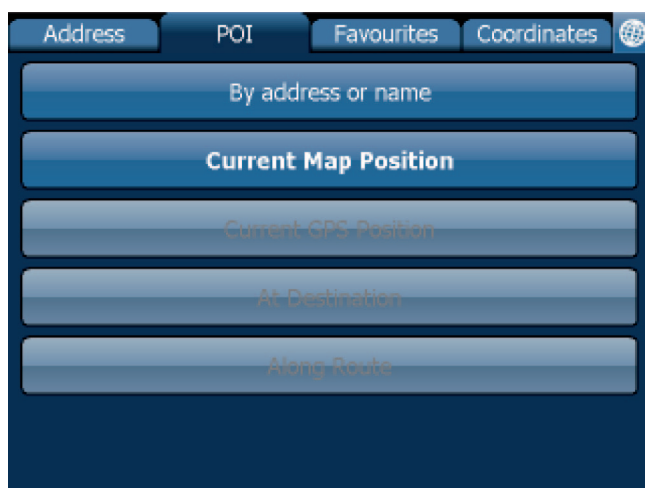 Address POI Favourites Coordinates
By address or name
Current Map Position
Current GPS Position
At Destination
Along Route